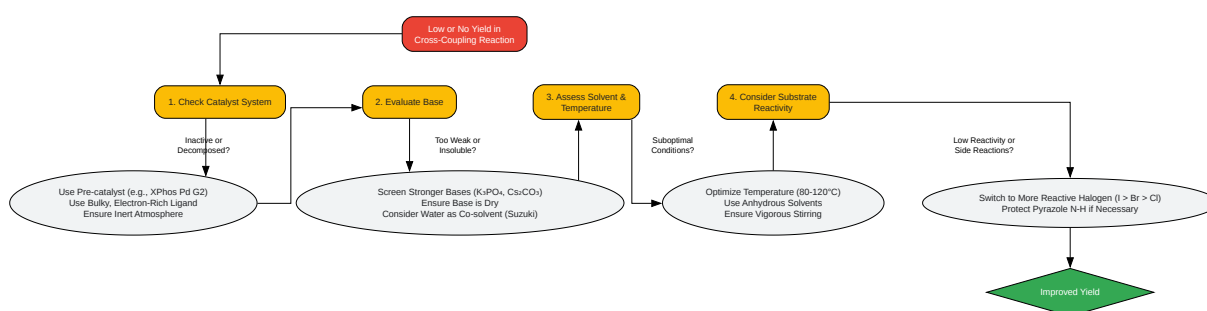 Low or No Yield in
Cross-Coupling Reaction
1. Check Catalyst System
2. Evaluate Base
3. Assess Solvent &
Temperature
4. Consider Substrate
Reactivity
Inactive or
Decomposed?
Too Weak or
Insoluble?
Suboptimal
Conditions?
Low Reactivity or
Side Reactions?
Use Pre-catalyst (e.g., XPhos Pd G2)
Use Bulky, Electron-Rich Ligand
Ensure Inert Atmosphere
Screen Stronger Bases (K₃PO₄, Cs₂CO₃)
Ensure Base is Dry
Consider Water as Co-solvent (Suzuki)
Optimize Temperature (80-120°C)
Use Anhydrous Solvents
Ensure Vigorous Stirring
Switch to More Reactive Halogen (I > Br > Cl)
Protect Pyrazole N-H if Necessary
Improved Yield